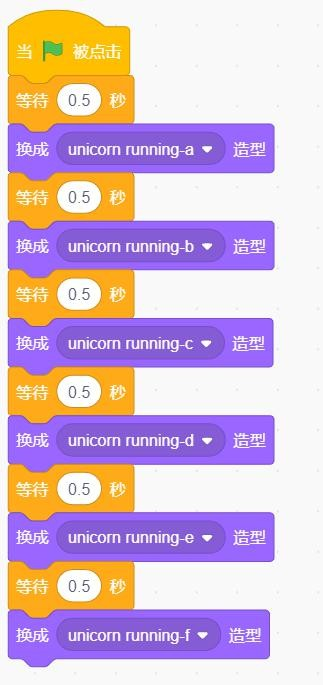 当 被点击
等待 0.5 秒
换成 unicorn running-a 造型
等待 0.5 秒
换成 unicorn running-b 造型
等待 0.5 秒
换成 unicorn running-c 造型
等待 0.5 秒
换成 unicorn running-d 造型
等待 0.5 秒
换成 unicorn running-e 造型
等待 0.5 秒
换成 unicorn running-f 造型